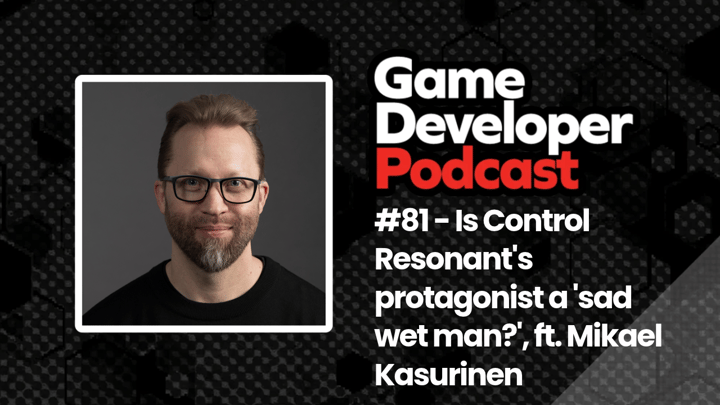 Game
Developer
Podcast
#81 - Is Control
Resonant's
protagonist a 'sad
wet man?', ft. Mikael
Kasurinen